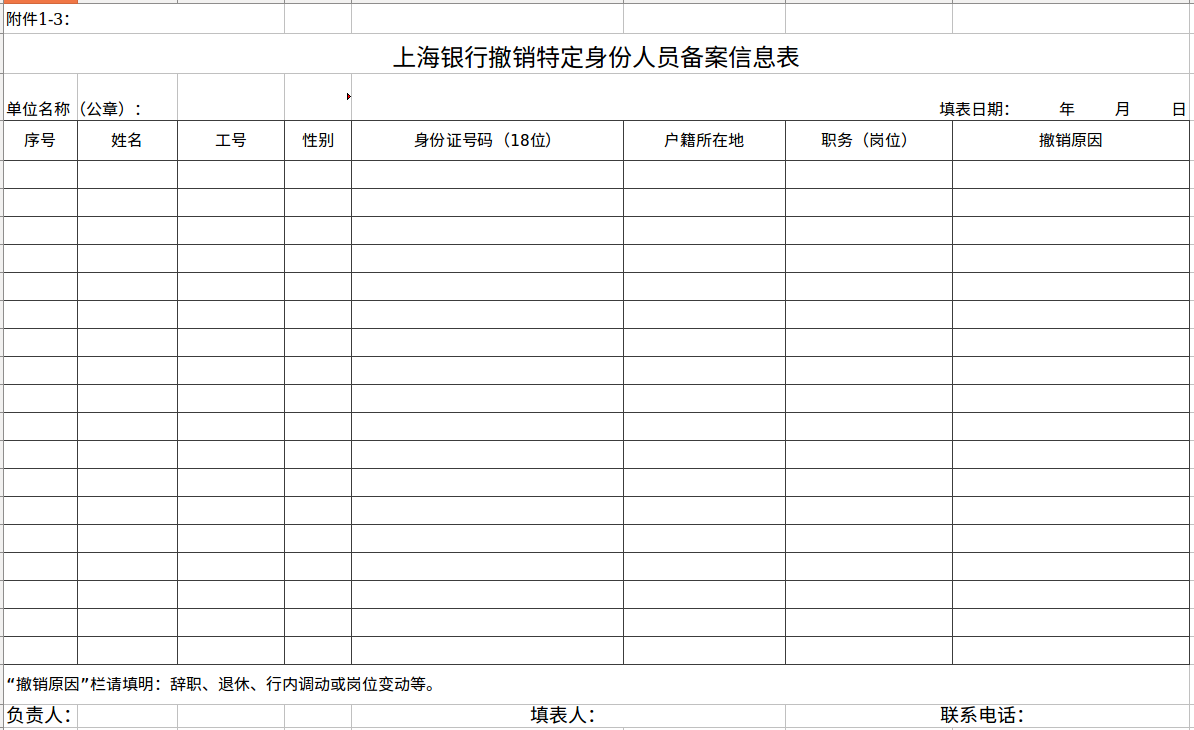 附件1-3：
上海银行撤销特定身份人员备案信息表
单位名称（公章）： 填表日期： 年 月 日
序号 姓名 工号 性别 身份证号码（18位） 户籍所在地 职务（岗位） 撤销原因
“撤销原因”栏请填明：辞职、退休、行内调动或岗位变动等。
负责人： 填表人： 联系电话：